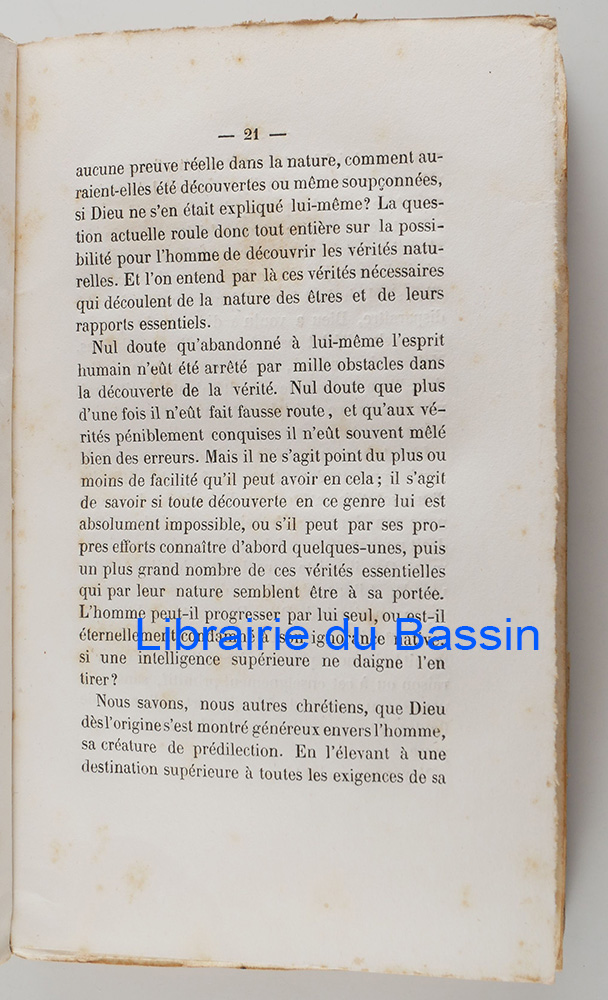 — 21 —
aucune preuve réelle dans la nature, comment au-
raient-elles été découvertes ou même soupçonnées,
si Dieu ne s'en était expliqué lui-même? La ques-
tion actuelle roule donc tout entière sur la possi-
bilité pour l'homme de découvrir les vérités natu-
relles. Et l'on entend par là ces vérités nécessaires
qui découlent de la nature des êtres et de leurs
rapports essentiels.
Nul doute qu'abandonné à lui-même l'esprit
humain n'eût été arrêté par mille obstacles dans
la découverte de la vérité. Nul doute que plus
d'une fois il n'eût fait fausse route, et qu'aux vé-
rités péniblement conquises il n'eût souvent mêlé
bien des erreurs. Mais il ne s'agit point du plus ou
moins de facilité qu'il peut avoir en cela; il s'agit
de savoir si toute découverte en ce genre lui est
absolument impossible, ou s'il peut par ses pro-
pres efforts connaître d'abord quelques-unes, puis
un plus grand nombre de ces vérités essentielles
qui par leur nature semblent être à sa portée.
L'homme peut-il progresser par lui seul, ou est-il
éternellement condamné à son ignorance native,
Librairie du Bassin
si une intelligence supérieure ne daigne l'en
tirer?
Nous savons, nous autres chrétiens, que Dieu
dès l'origine s'est montré généreux envers l'homme,
sa créature de prédilection. En l'élevant à une
destination supérieure à toutes les exigences de sa